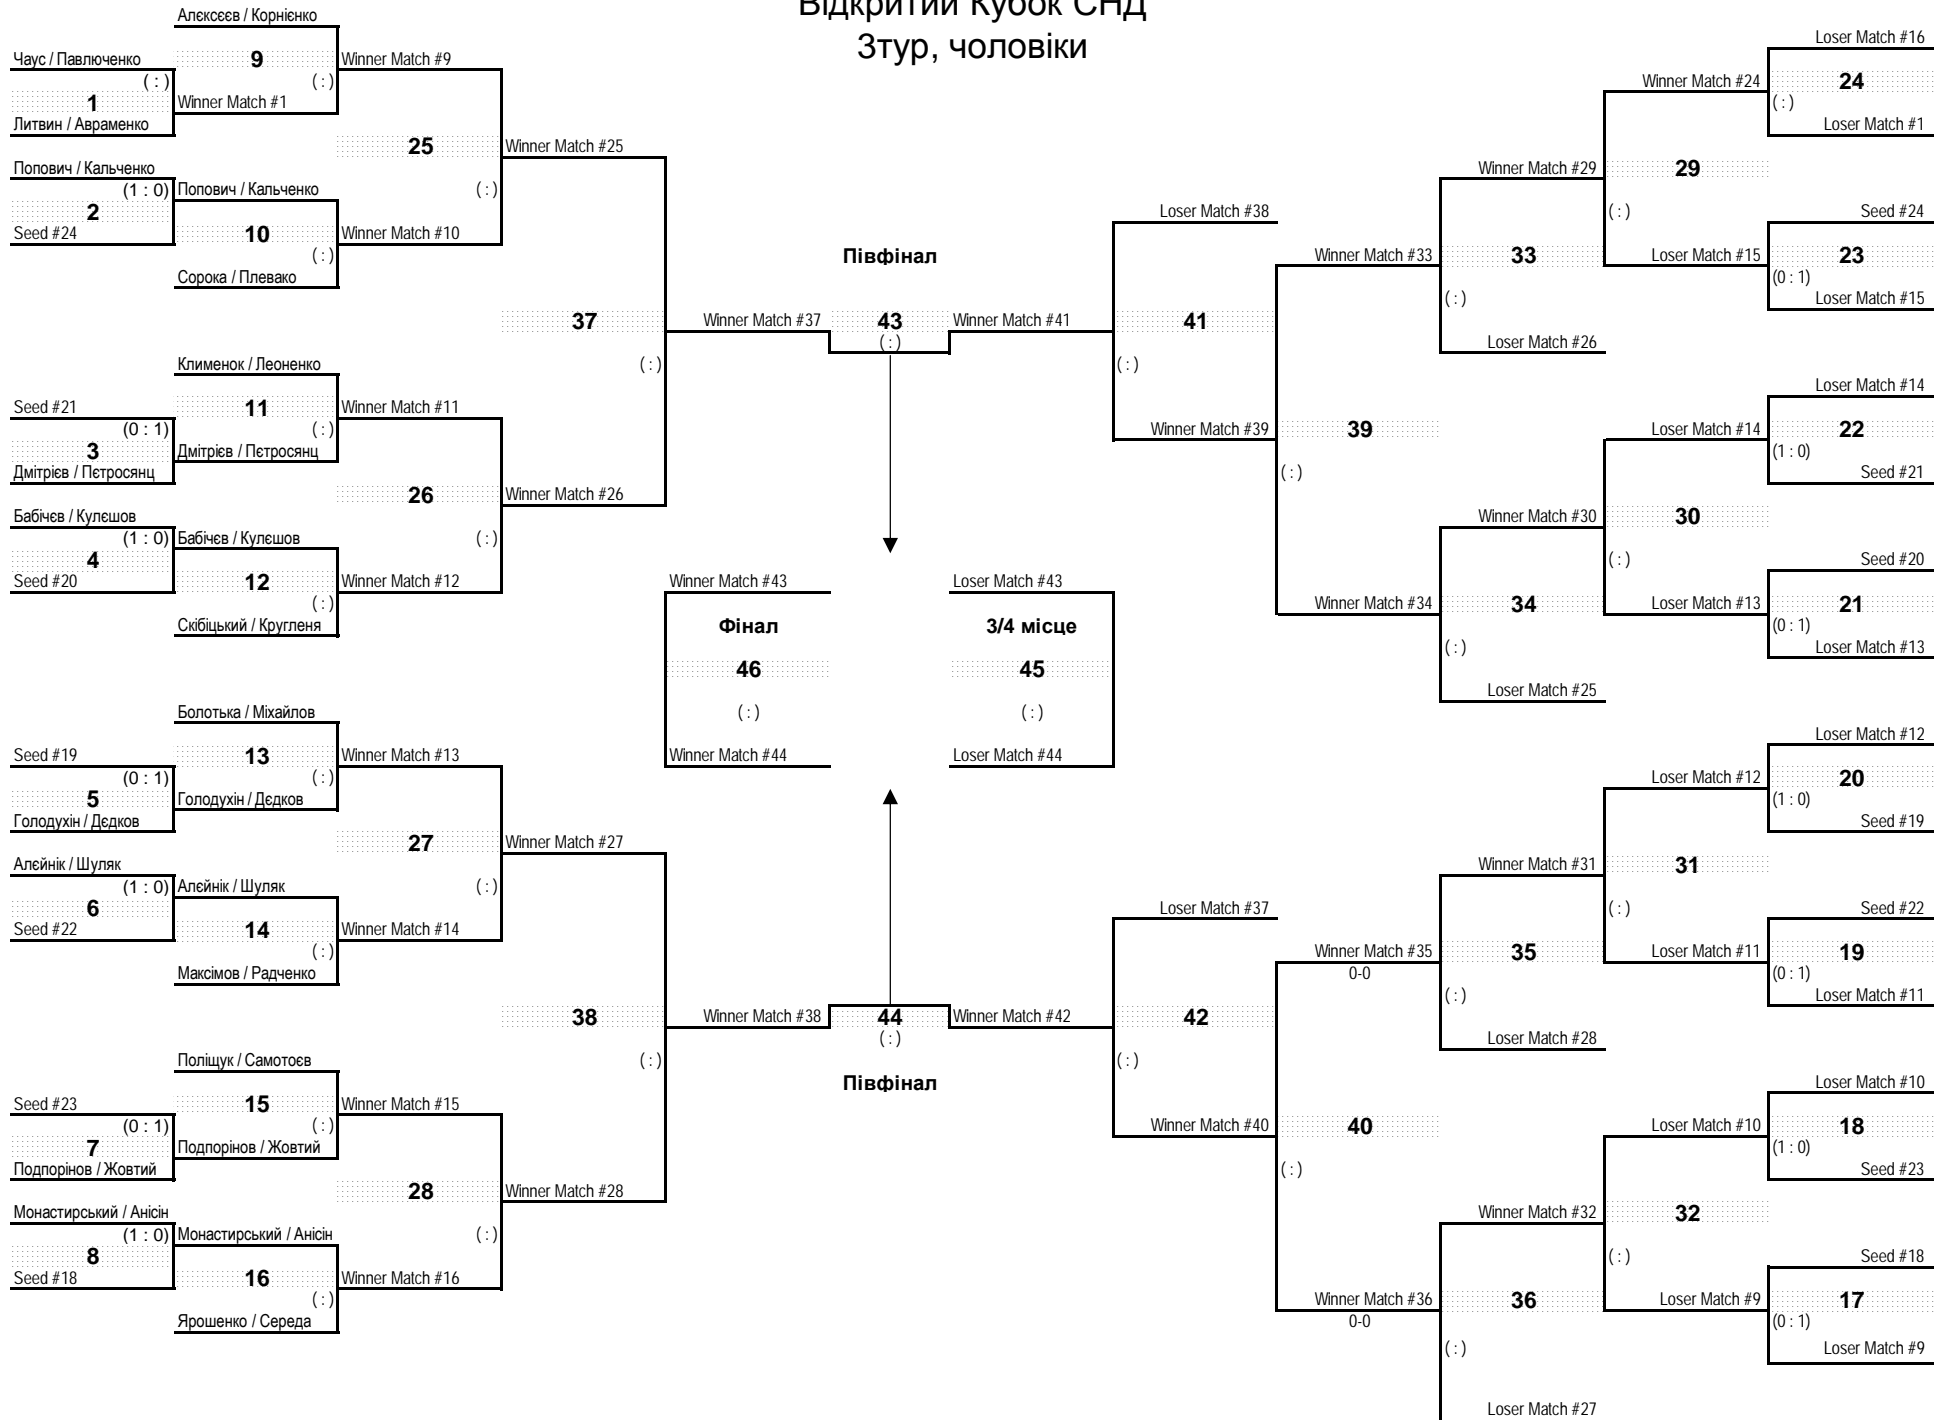 Відкритий Кубок СНД
3тур, чоловіки
Алєксєєв / Корнієнко
Чаус / Павлюченко
9
Winner Match #9
( : )
( : )
1
Winner Match #1
Литвин / Авраменко
25
Winner Match #25
Попович / Кальченко
(1 : 0)
Попович / Кальченко
( : )
2
Seed #24
10
Winner Match #10
( : )
Сорока / Плевако
37
Winner Match #37
( : )
Клименок / Леоненко
Seed #21
11
Winner Match #11
(0 : 1)
( : )
3
Дмітрієв / Пєтросянц
Дмітрієв / Пєтросянц
26
Winner Match #26
Бабічєв / Кулєшов
(1 : 0)
Бабічєв / Кулєшов
( : )
4
Seed #20
12
Winner Match #12
( : )
Скібіцький / Кругленя
Болотька / Міхайлов
Seed #19
13
Winner Match #13
(0 : 1)
( : )
5
Голодухін / Дєдков
Голодухін / Дєдков
27
Winner Match #27
Алєйнік / Шуляк
(1 : 0)
Алєйнік / Шуляк
( : )
6
Seed #22
14
Winner Match #14
( : )
Максімов / Радченко
38
Winner Match #38
( : )
Поліщук / Самотоєв
Seed #23
15
Winner Match #15
(0 : 1)
( : )
7
Подпорінов / Жовтий
Подпорінов / Жовтий
28
Winner Match #28
Монастирський / Анісін
(1 : 0)
Монастирський / Анісін
( : )
8
Seed #18
16
Winner Match #16
( : )
Ярошенко / Середа
Півфінал
43
( : )
Winner Match #41
Winner Match #43
Фінал
46
( : )
Winner Match #44
Loser Match #43
3/4 місце
45
( : )
Loser Match #44
44
( : )
Winner Match #42
Півфінал
Loser Match #16
Winner Match #24
24
( : )
Loser Match #1
Winner Match #29
29
( : )
Seed #24
Loser Match #38
Winner Match #33
33
Loser Match #15
23
(0 : 1)
Loser Match #15
( : )
41
Loser Match #26
( : )
Loser Match #14
Winner Match #39
39
Loser Match #14
22
(1 : 0)
Seed #21
( : )
Winner Match #30
30
( : )
Seed #20
Winner Match #34
34
Loser Match #13
21
(0 : 1)
Loser Match #13
( : )
Loser Match #25
Loser Match #12
Loser Match #12
20
(1 : 0)
Seed #19
Winner Match #31
31
( : )
Seed #22
Loser Match #37
Winner Match #35
0-0
35
Loser Match #11
19
(0 : 1)
Loser Match #11
( : )
42
Loser Match #28
( : )
Loser Match #10
Winner Match #40
40
Loser Match #10
18
(1 : 0)
Seed #23
( : )
Winner Match #32
32
( : )
Seed #18
Winner Match #36
0-0
36
Loser Match #9
17
(0 : 1)
Loser Match #9
( : )
Loser Match #27